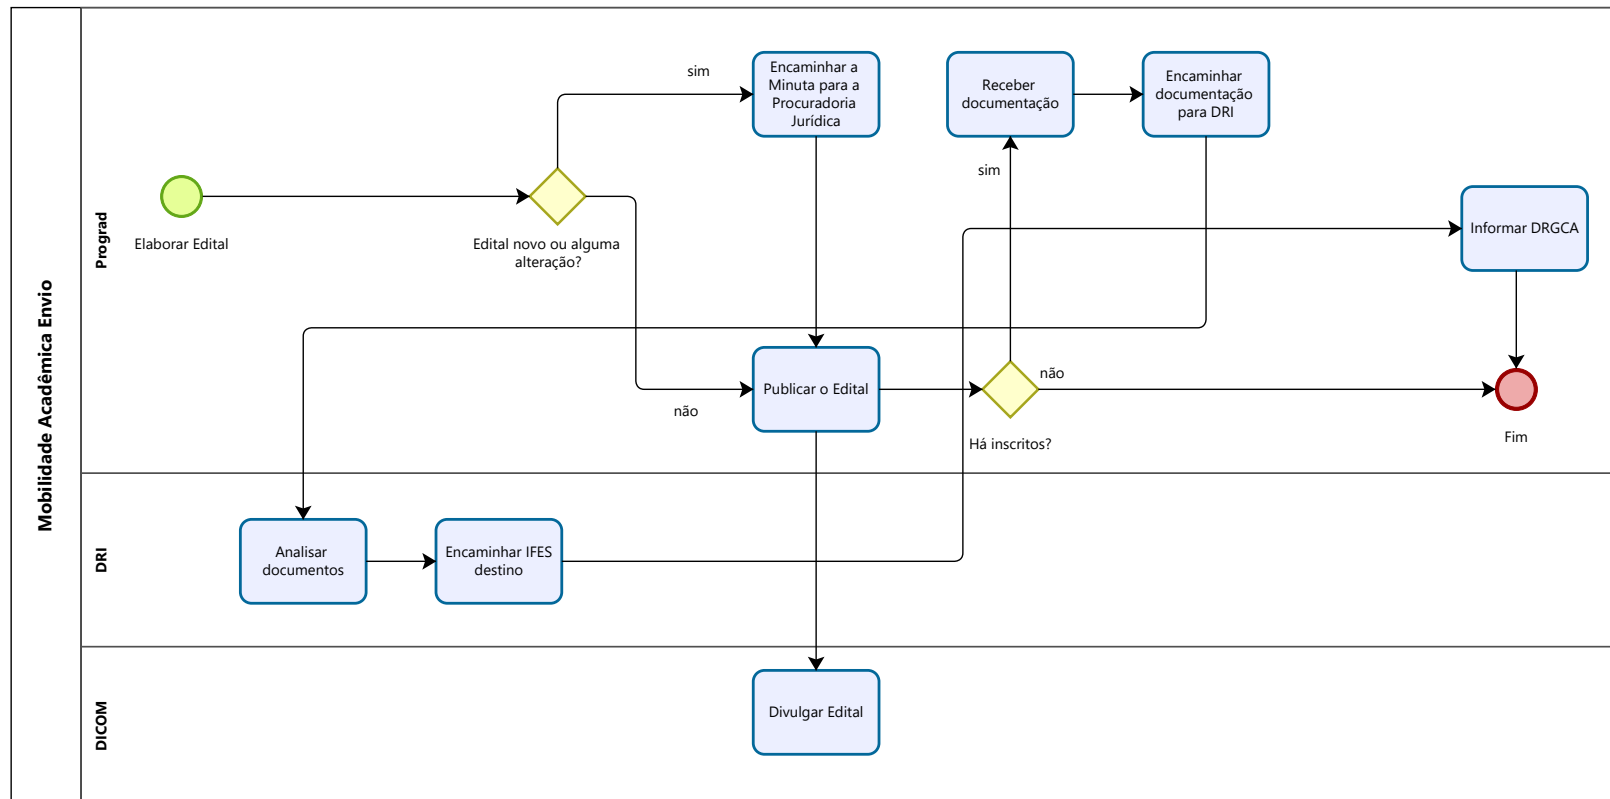 Mobilidade Acadêmica Envio
Prograd
Elaborar Edital
Edital novo ou alguma
alteração?
sim
não
Encaminhar a
Minuta para a
Procuradoria
Jurídica
Publicar o Edital
Há inscritos?
sim
não
Receber
documentação
Encaminhar
documentação
para DRI
Informar DRGCA
Fim
DRI
Analisar
documentos
Encaminhar IFES
destino
DICOM
Divulgar Edital